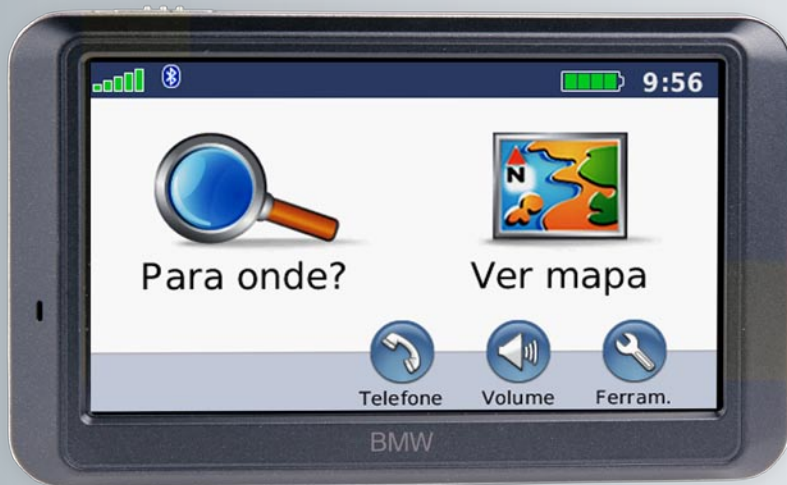 9:56
N
Para onde?
Ver mapa
Telefone
Volume
Ferram.
BMW